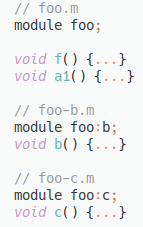 // foo.m
module foo;
void f() {...}
void a1() {...}
// foo-b.m
module foo:b;
void b() {...}
// foo-c.m
module foo:c;
void c() {...}